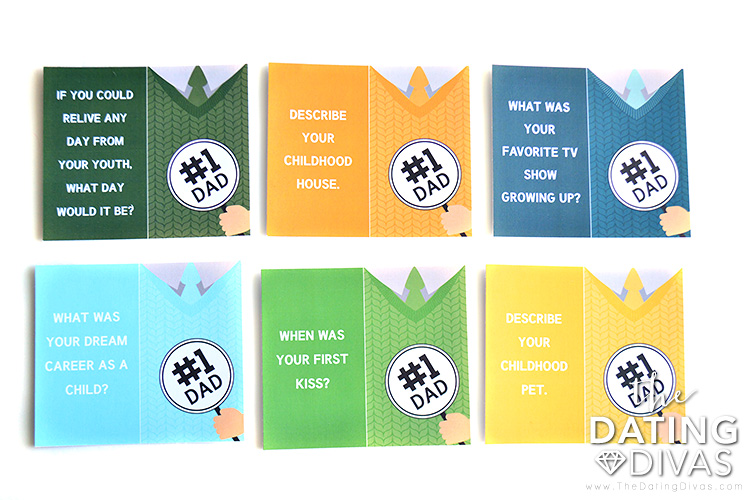 IF YOU COULD
RELIVE ANY
DAY FROM
YOUR YOUTH,
WHAT DAY
WOULD IT BE?
#1
DAD
DESCRIBE
YOUR
CHILDHOOD
HOUSE.
#1
DAD
WHAT WAS
YOUR
FAVORITE TV
SHOW
GROWING UP?
#1
DAD
WHAT WAS
YOUR DREAM
CAREER AS A
CHILD?
#1
DAD
WHEN WAS
YOUR FIRST
KISS?
#1
DAD
DESCRIBE
YOUR
CHILDHOOD
PET.
#1
DAD
the
DATING
DIVAS
www.TheDatingDivas.com